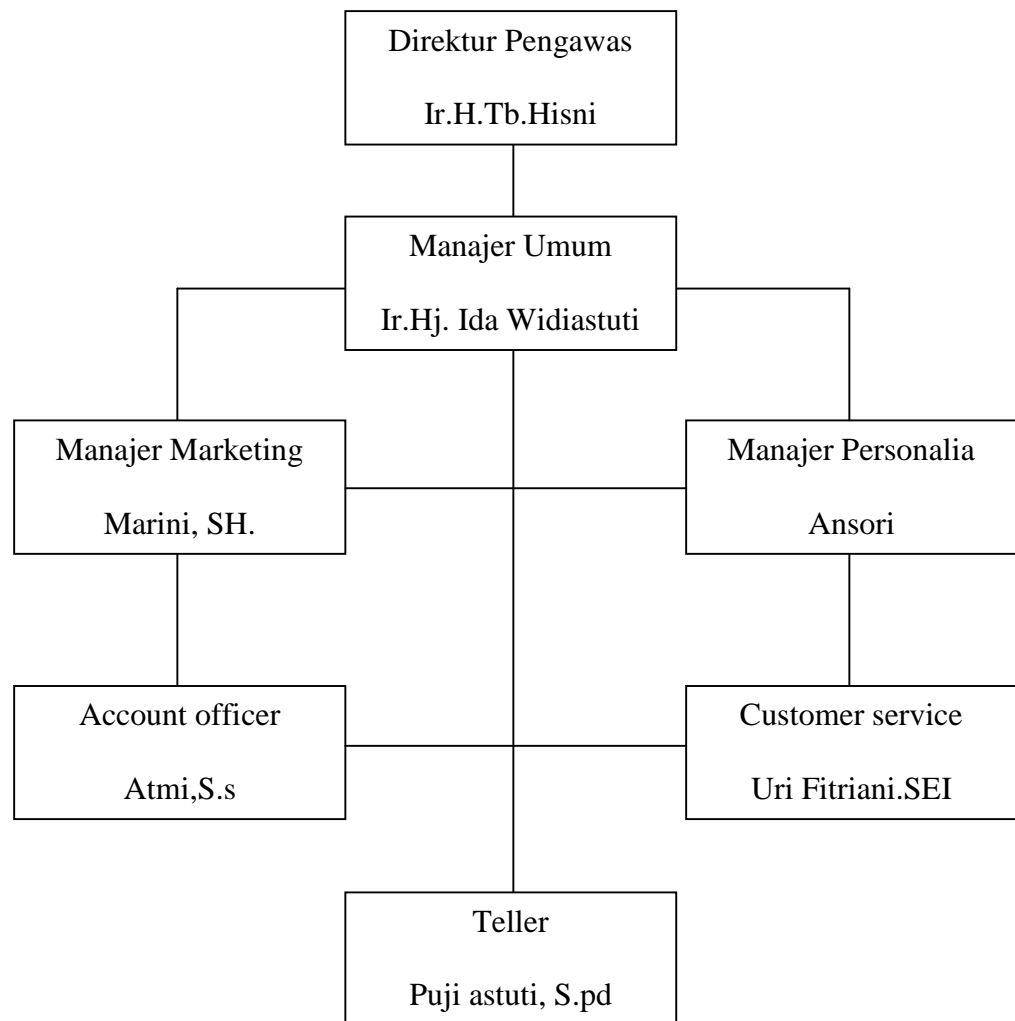 Direktur Pengawas
Ir.H.Tb.Hisni
Manajer Umum
Ir.Hj. Ida Widiastuti
Manajer Marketing
Marini, SH.
Manajer Personalia
Ansori
Account officer
Atmi,S.s
Customer service
Uri Fitriani.SEI
Teller
Puji astuti, S.pd